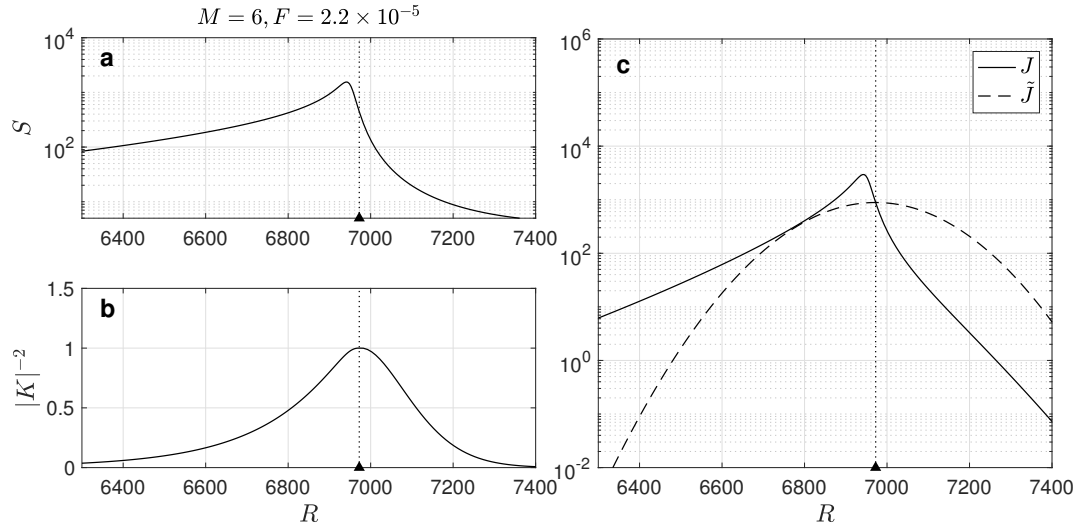 M = 6, F = 2.2 × 10^{-5}
a
S
10^4
10^2
6400 6600 6800 7000 7200 7400
b
|K|^{-2}
1.5
1
0.5
0
6400 6600 6800 7000 7200 7400
R
c
J
J̃
10^6
10^4
10^2
10^0
10^{-2}
6400 6600 6800 7000 7200 7400
R